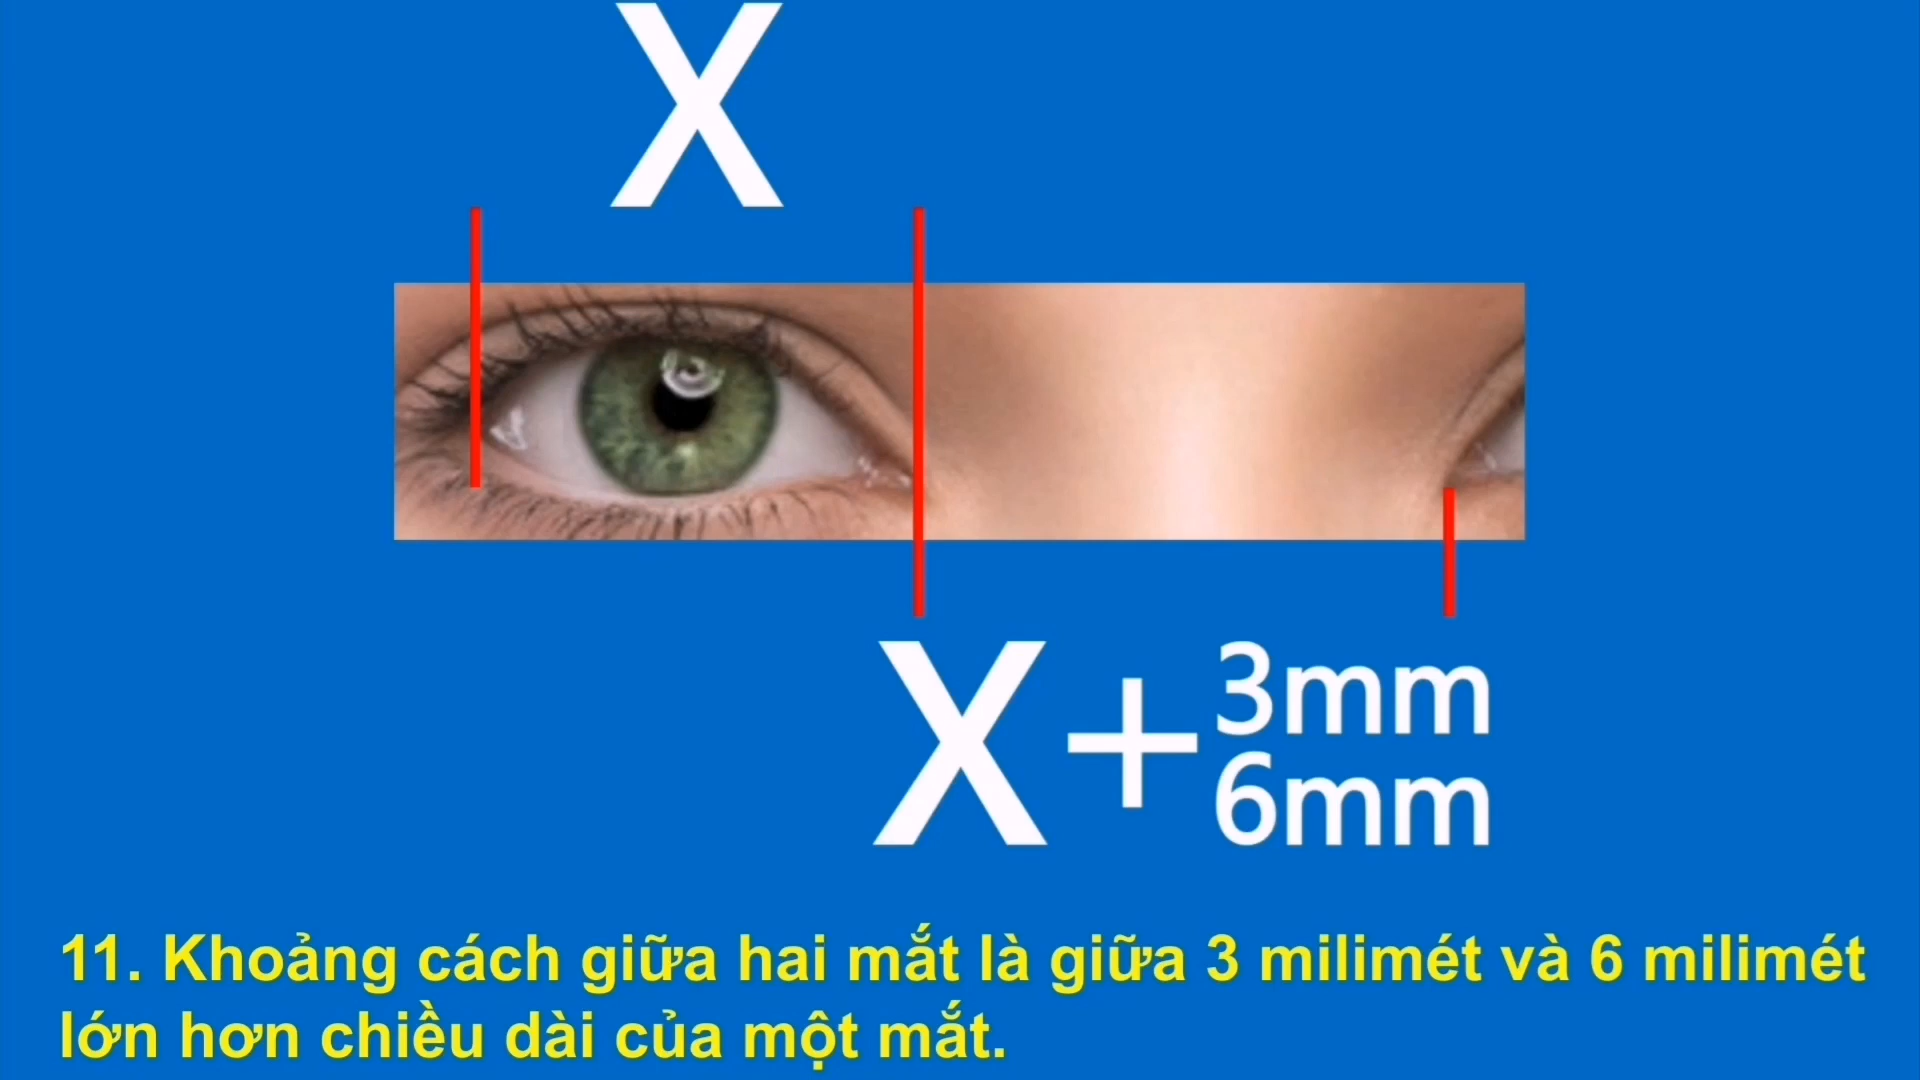 X
X+3mm
6mm
11. Khoảng cách giữa hai mắt là giữa 3 milimét và 6 milimét
lớn hơn chiều dài của một mắt.